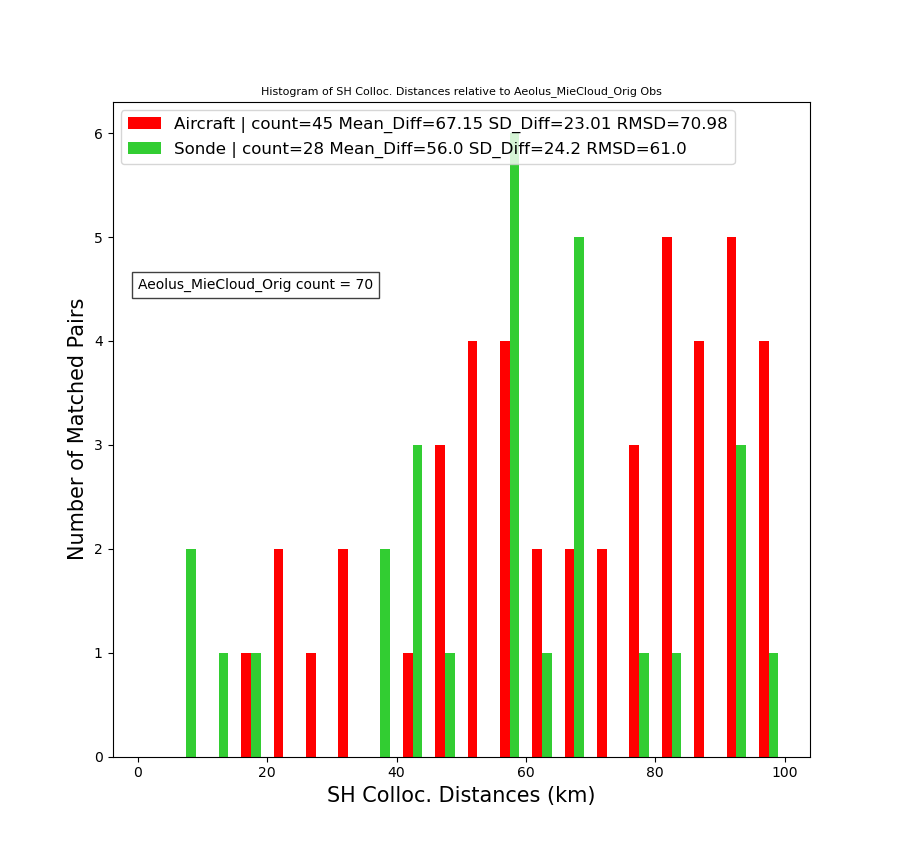 Histogram of SH Colloc. Distances relative to Aeolus_MieCloud_Orig Obs
Aircraft | count=45 Mean_Diff=67.15 SD_Diff=23.01 RMSD=70.98
Sonde | count=28 Mean_Diff=56.0 SD_Diff=24.2 RMSD=61.0
Aeolus_MieCloud_Orig count = 70
Number of Matched Pairs
6
5
4
3
2
1
0
0 20 40 60 80 100
SH Colloc. Distances (km)